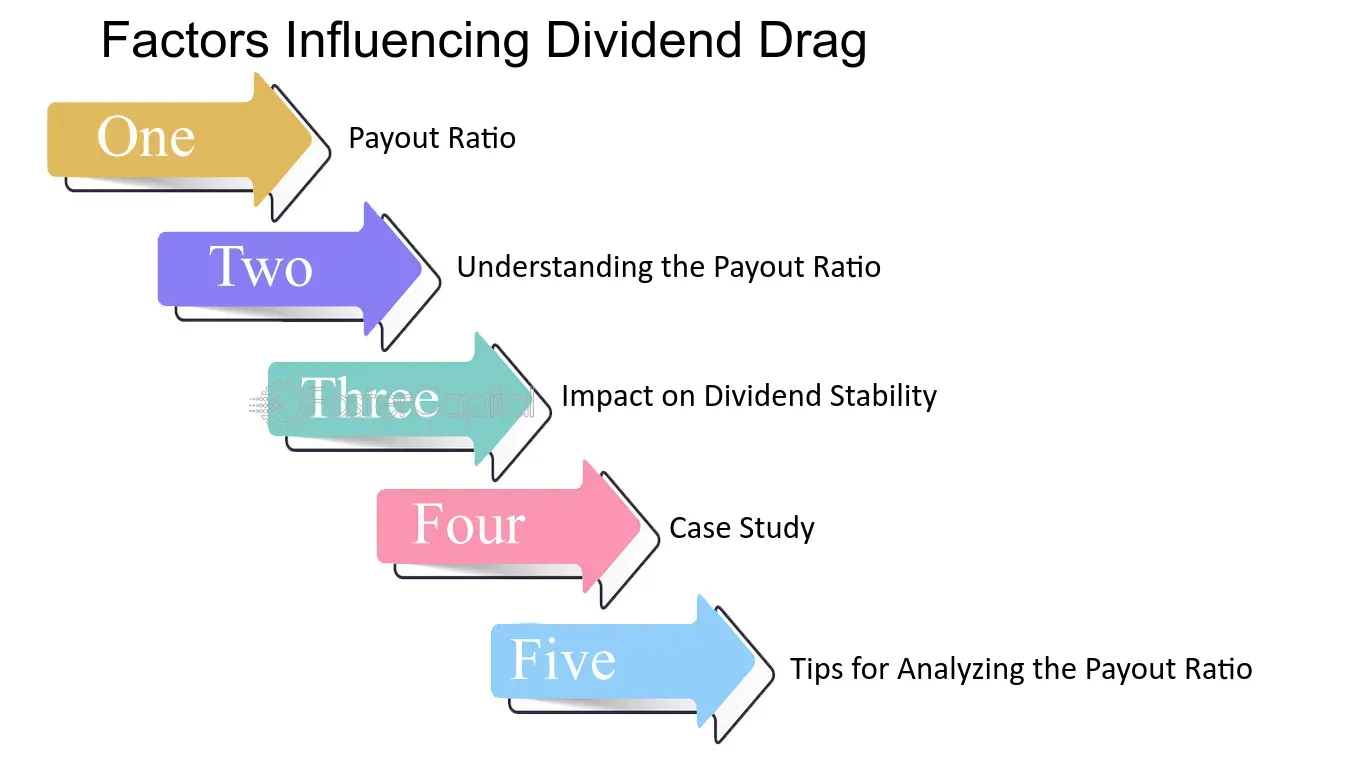 Factors Influencing Dividend Drag
One
Payout Ratio
Two
Understanding the Payout Ratio
Three
FasterCapital
Impact on Dividend Stability
Four
Case Study
Five
Tips for Analyzing the Payout Ratio